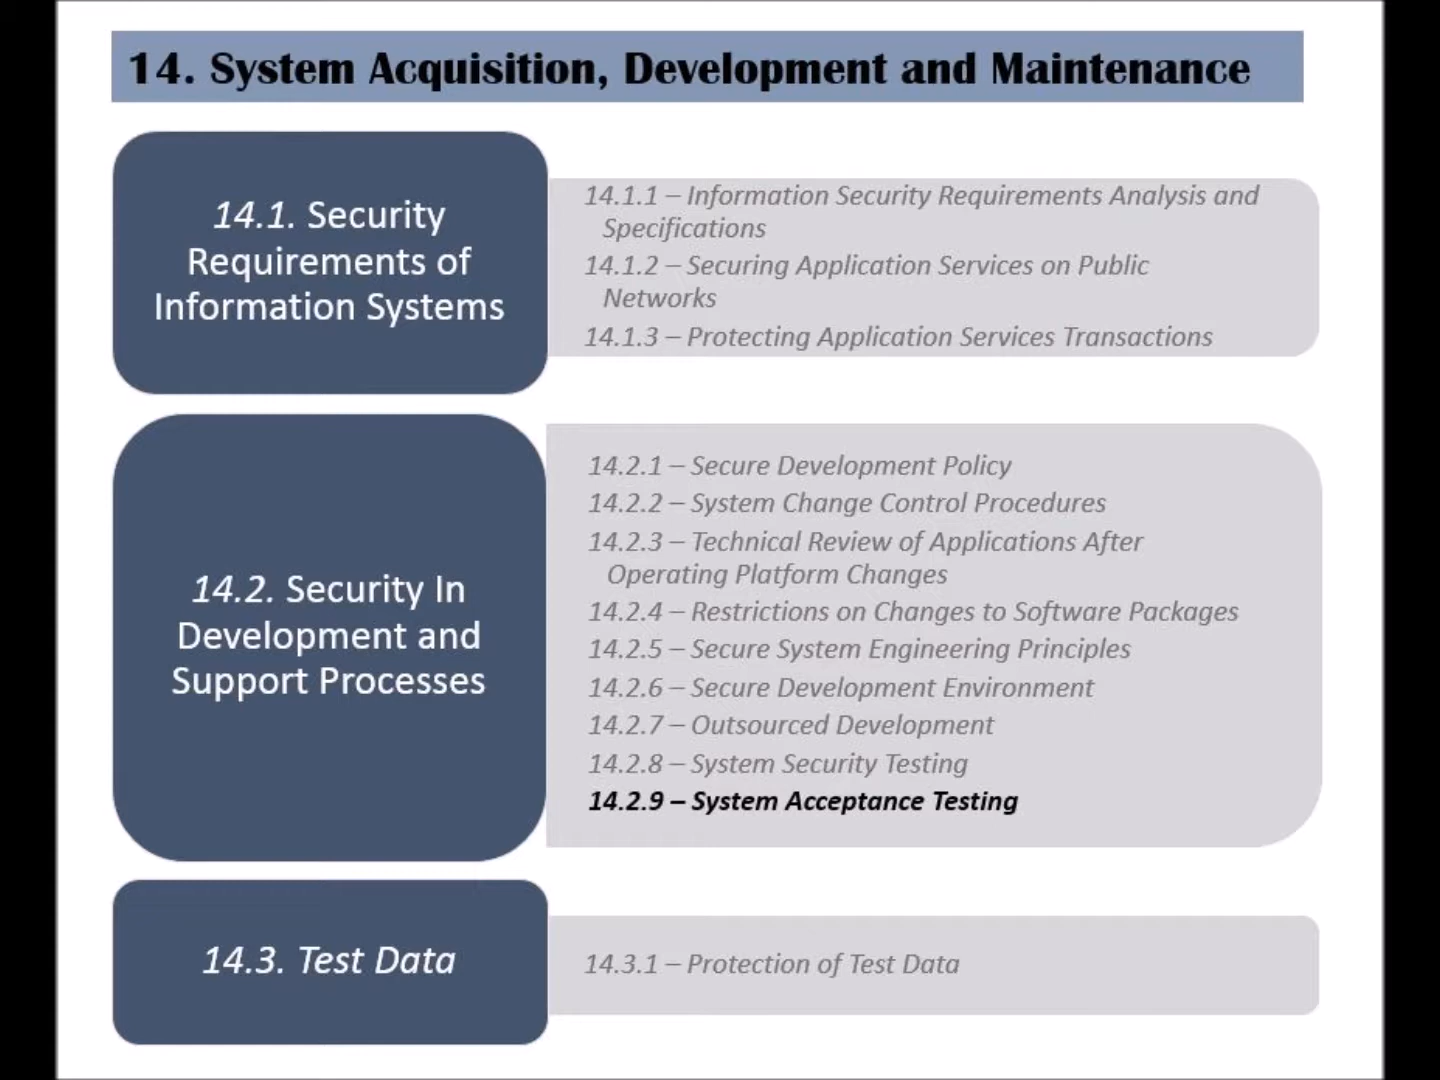 14. System Acquisition, Development and Maintenance
14.1. Security
Requirements of
Information Systems
14.1.1 – Information Security Requirements Analysis and
Specifications
14.1.2 – Securing Application Services on Public
Networks
14.1.3 – Protecting Application Services Transactions
14.2. Security In
Development and
Support Processes
14.2.1 – Secure Development Policy
14.2.2 – System Change Control Procedures
14.2.3 – Technical Review of Applications After
Operating Platform Changes
14.2.4 – Restrictions on Changes to Software Packages
14.2.5 – Secure System Engineering Principles
14.2.6 – Secure Development Environment
14.2.7 – Outsourced Development
14.2.8 – System Security Testing
14.2.9 – System Acceptance Testing
14.3. Test Data
14.3.1 – Protection of Test Data